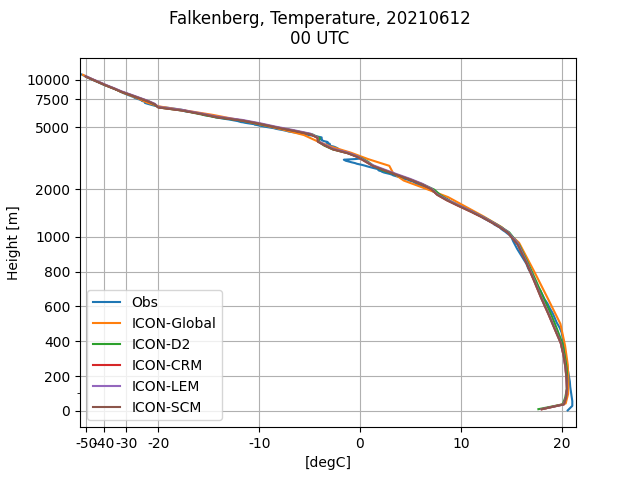 Falkenberg, Temperature, 20210612
00 UTC
10000
7500
5000
2000
1000
800
600
400
200
0
Height [m]
Obs
ICON-Global
ICON-D2
ICON-CRM
ICON-LEM
ICON-SCM
-50 -40 -30 -20 -10 0 10 20
[degC]